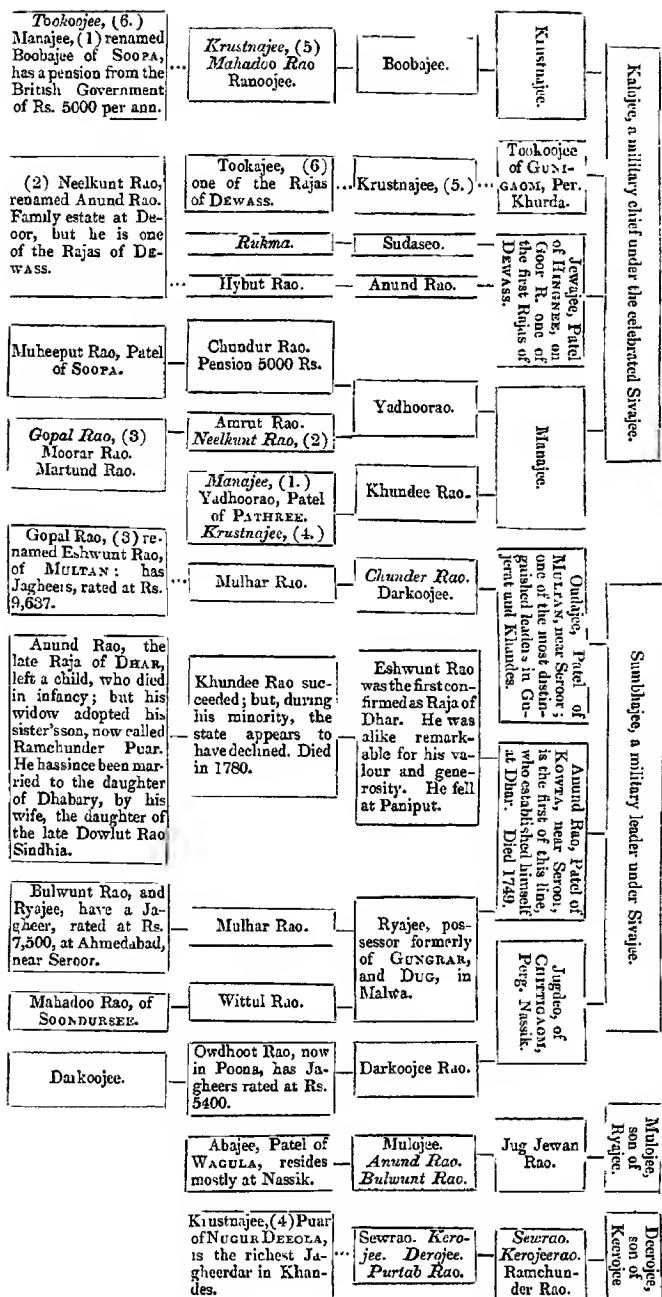 Tookoojee, (6.)
Manajee, (1) renamed
Boobajee of SOOPA,
has a pension from the
British Government
of Rs. 5000 per ann.
Krustnajee, (5)
Mahadoo Rao
Ranoojee.
Boobajee.
Krustnajee.
Kalojee, a military chief under the celebrated Sivajee.
(2) Neelkunt Rao,
renamed Anund Rao.
Family estate at De-
oor, but he is one
of the Rajas of DE-
WASS.
Tookajee, (6)
one of the Rajas
of DEWASS.
Krustnajee, (5.)
Tookoojee
of GUNI-
GAOM, Per.
Khurda.
Rukma.
Sudaseo.
Hybut Rao.
Anund Rao.
Jewajee, Patel
of HINGNEE, on
Goor R. one of
the first Rajas of
DEWASS.
Muheeput Rao, Patel
of SOOPA.
Chundur Rao.
Pension 5000 Rs.
Yadhoorao.
Manajee.
Gopal Rao, (3)
Moorar Rao.
Martund Rao.
Amrut Rao.
Neelkunt Rao, (2)
Manajee, (1.)
Yadhoorao, Patel
of PATHREE.
Krustnajee, (4.)
Khundee Rao.
Gopal Rao, (3) re-
named Eshwunt Rao,
of MULTAN: has
Jagheers, rated at Rs.
9,637.
Mulhar Rao.
Chunder Rao.
Darkoojee.
Oudajee, Patel of
MULTAN, near Seroor;
one of the most distin-
guished leaders in Gu-
jerat and Khandes.
Sumbhajee, a military leader under Sivajee.
Anund Rao, the
late Raja of DHAR,
left a child, who died
in infancy; but his
widow adopted his
sister'sson, now called
Ramchunder Puar.
He hassince been mar-
ried to the daughter
of Dhabary, by his
wife, the daughter of
the late Dowlut Rao
Sindhia.
Khundee Rao suc-
ceeded; but, during
his minority, the
state appears to
have declined. Died
in 1780.
Eshwunt Rao
was the first con-
firmed as Raja of
Dhar. He was
alike remark-
able for his va-
lour and gene-
rosity. He fell
at Paniput.
Anund Rao, Patel of
KOWTA, near Seroor,
is the first of this line,
who established himself
at Dhar. Died 1749.
Bulwunt Rao, and
Ryajee, have a Ja-
gheer, rated at Rs.
7,500, at Ahmedabad,
near Seroor.
Mulhar Rao.
Ryajee, pos-
sessor formerly
of GUNGRAR,
and DUG, in
Malwa.
Mahadoo Rao, of
SOONDURSEE.
Wittul Rao.
Jugdeo, of
CHITTIGAOM,
Perg. Nassik.
Darkoojee.
Owdhoot Rao, now
in Poona, has Ja-
gheers rated at Rs.
5400.
Darkoojee Rao.
Abajee, Patel of
WAGULA, resides
mostly at Nassik.
Mulojee.
Anund Rao.
Bulwunt Rao.
Jug Jewan
Rao.
Mulojee,
son of
Ryajee.
Krustnajee,(4) Puar
of NUGUR DEEOLA,
is the richest Ja-
gheerdar in Khan-
des.
Sewrao. Kero-
jee. Derojee.
Purtab Rao.
Sewrao.
Kerojeerao.
Ramchun-
der Rao.
Deerojee,
son of
Keerojee